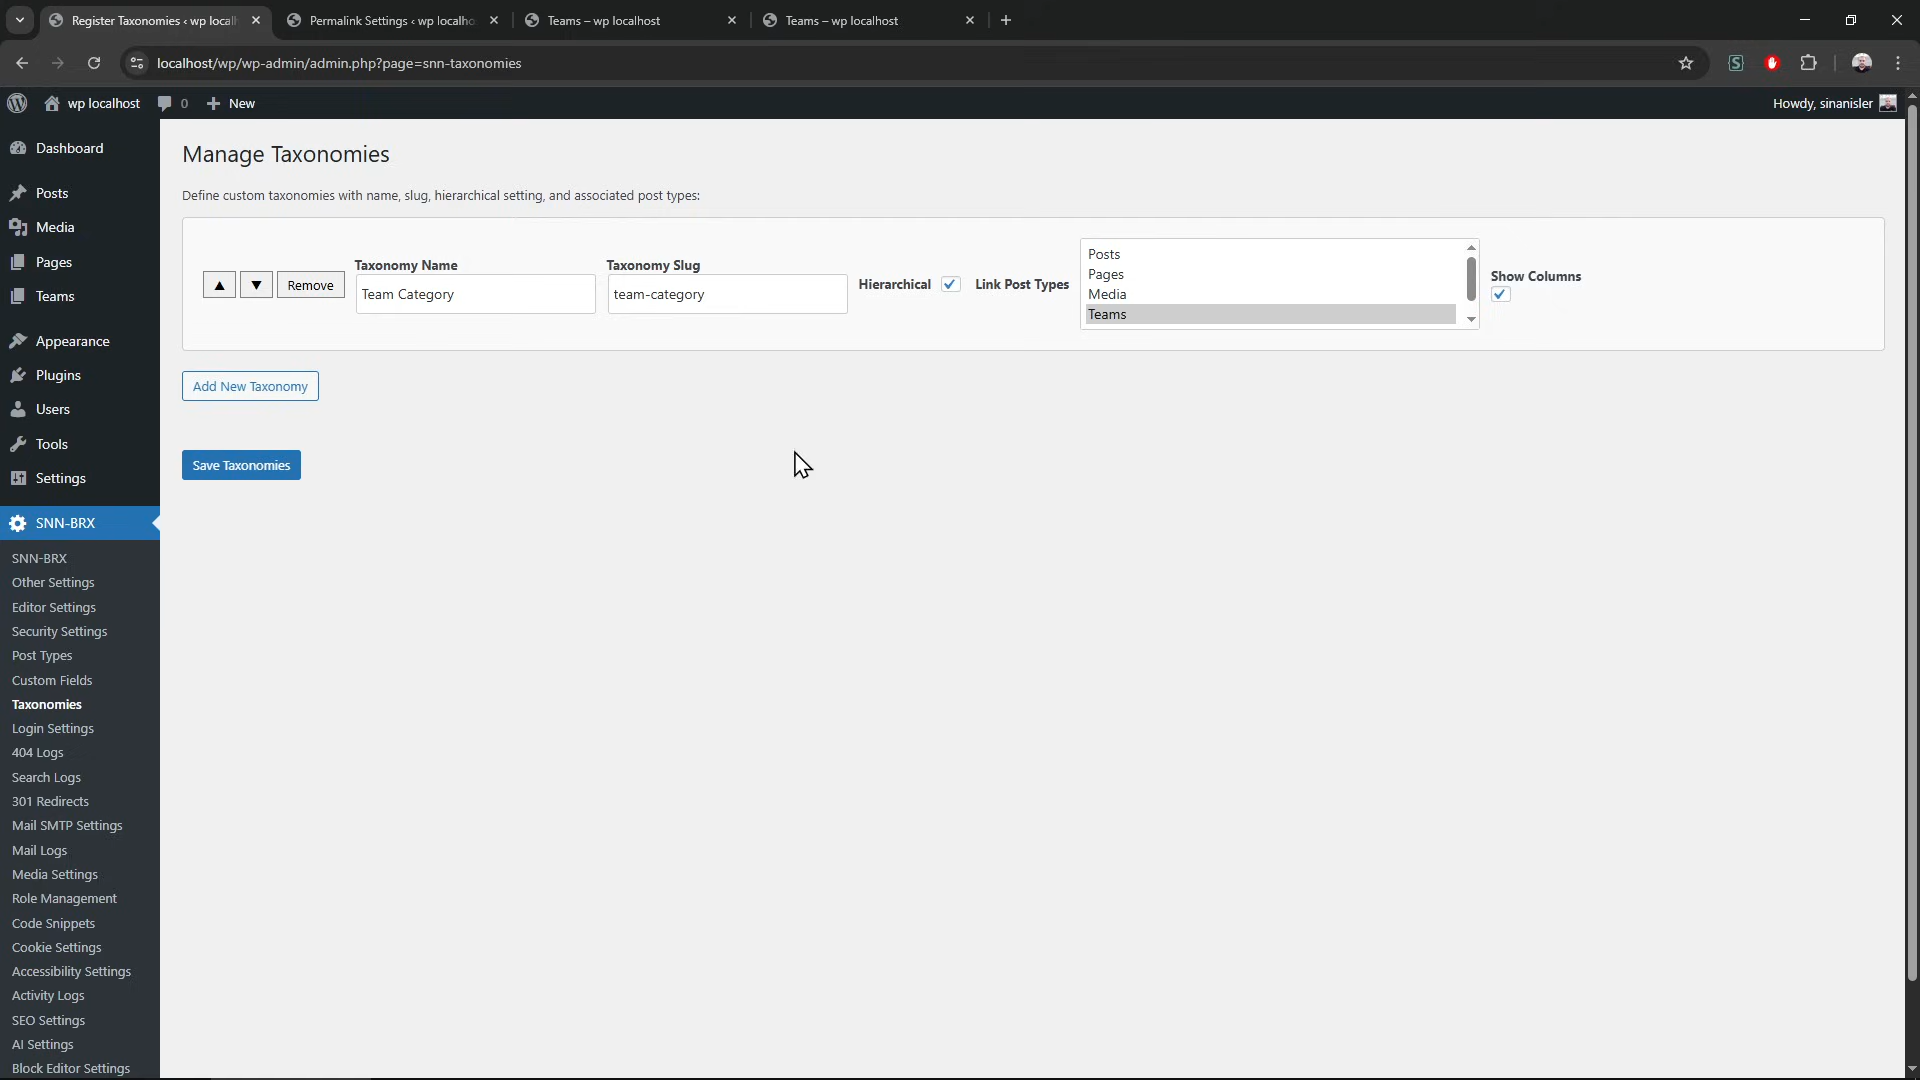 Register Taxonomies ‹ wp local
Permalink Settings ‹ wp localho
Teams – wp localhost
Teams – wp localhost
localhost/wp/wp-admin/admin.php?page=snn-taxonomies
wp localhost
0
New
Howdy, sinanisler
Dashboard
Posts
Media
Pages
Teams
Appearance
Plugins
Users
Tools
Settings
SNN-BRX
SNN-BRX
Other Settings
Editor Settings
Security Settings
Post Types
Custom Fields
Taxonomies
Login Settings
404 Logs
Search Logs
301 Redirects
Mail SMTP Settings
Mail Logs
Media Settings
Role Management
Code Snippets
Cookie Settings
Accessibility Settings
Activity Logs
SEO Settings
AI Settings
Block Editor Settings
Manage Taxonomies
Define custom taxonomies with name, slug, hierarchical setting, and associated post types:
▲ ▼ Remove
Taxonomy Name
Team Category
Taxonomy Slug
team-category
Hierarchical
Link Post Types
Posts
Pages
Media
Teams
Show Columns
Add New Taxonomy
Save Taxonomies